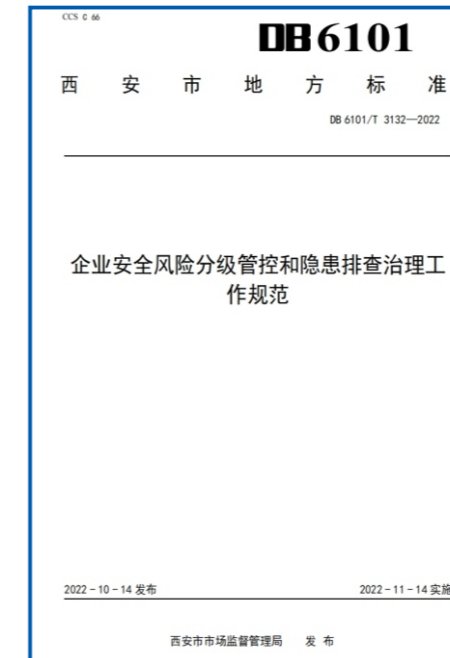 CCS C 66
DB6101
西安市地方标准
DB 6101/T 3132—2022
企业安全风险分级管控和隐患排查治理工
作规范
2022-10-14 发布
2022-11-14 实施
西安市市场监督管理局 发 布